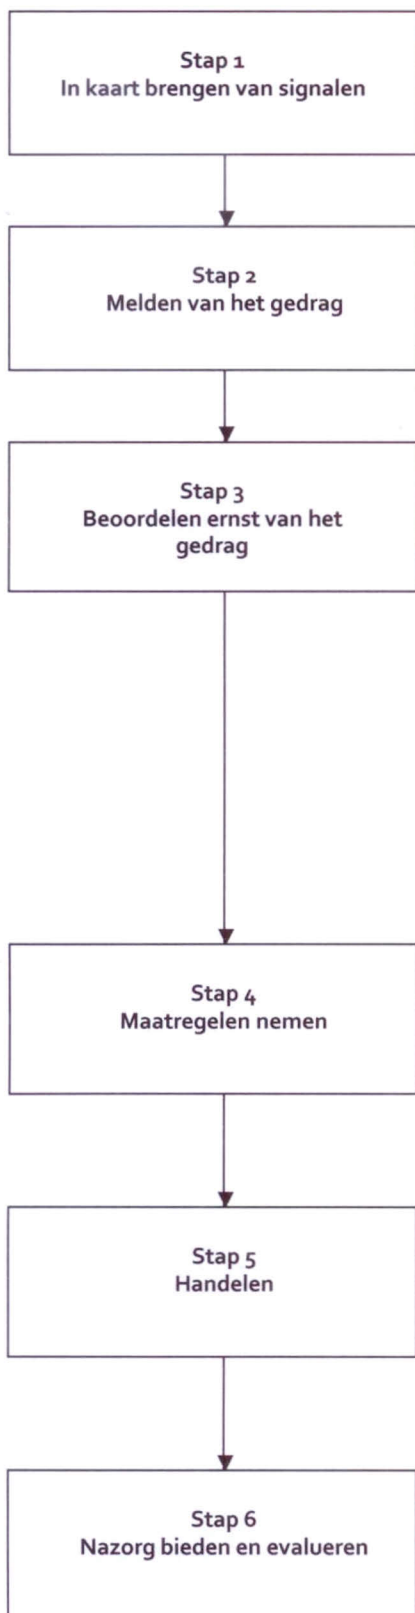 Stap 1
In kaart brengen van signalen
Stap 2
Melden van het gedrag
Stap 3
Beoordelen ernst van het
gedrag
Stap 4
Maatregelen nemen
Stap 5
Handelen
Stap 6
Nazorg bieden en evalueren